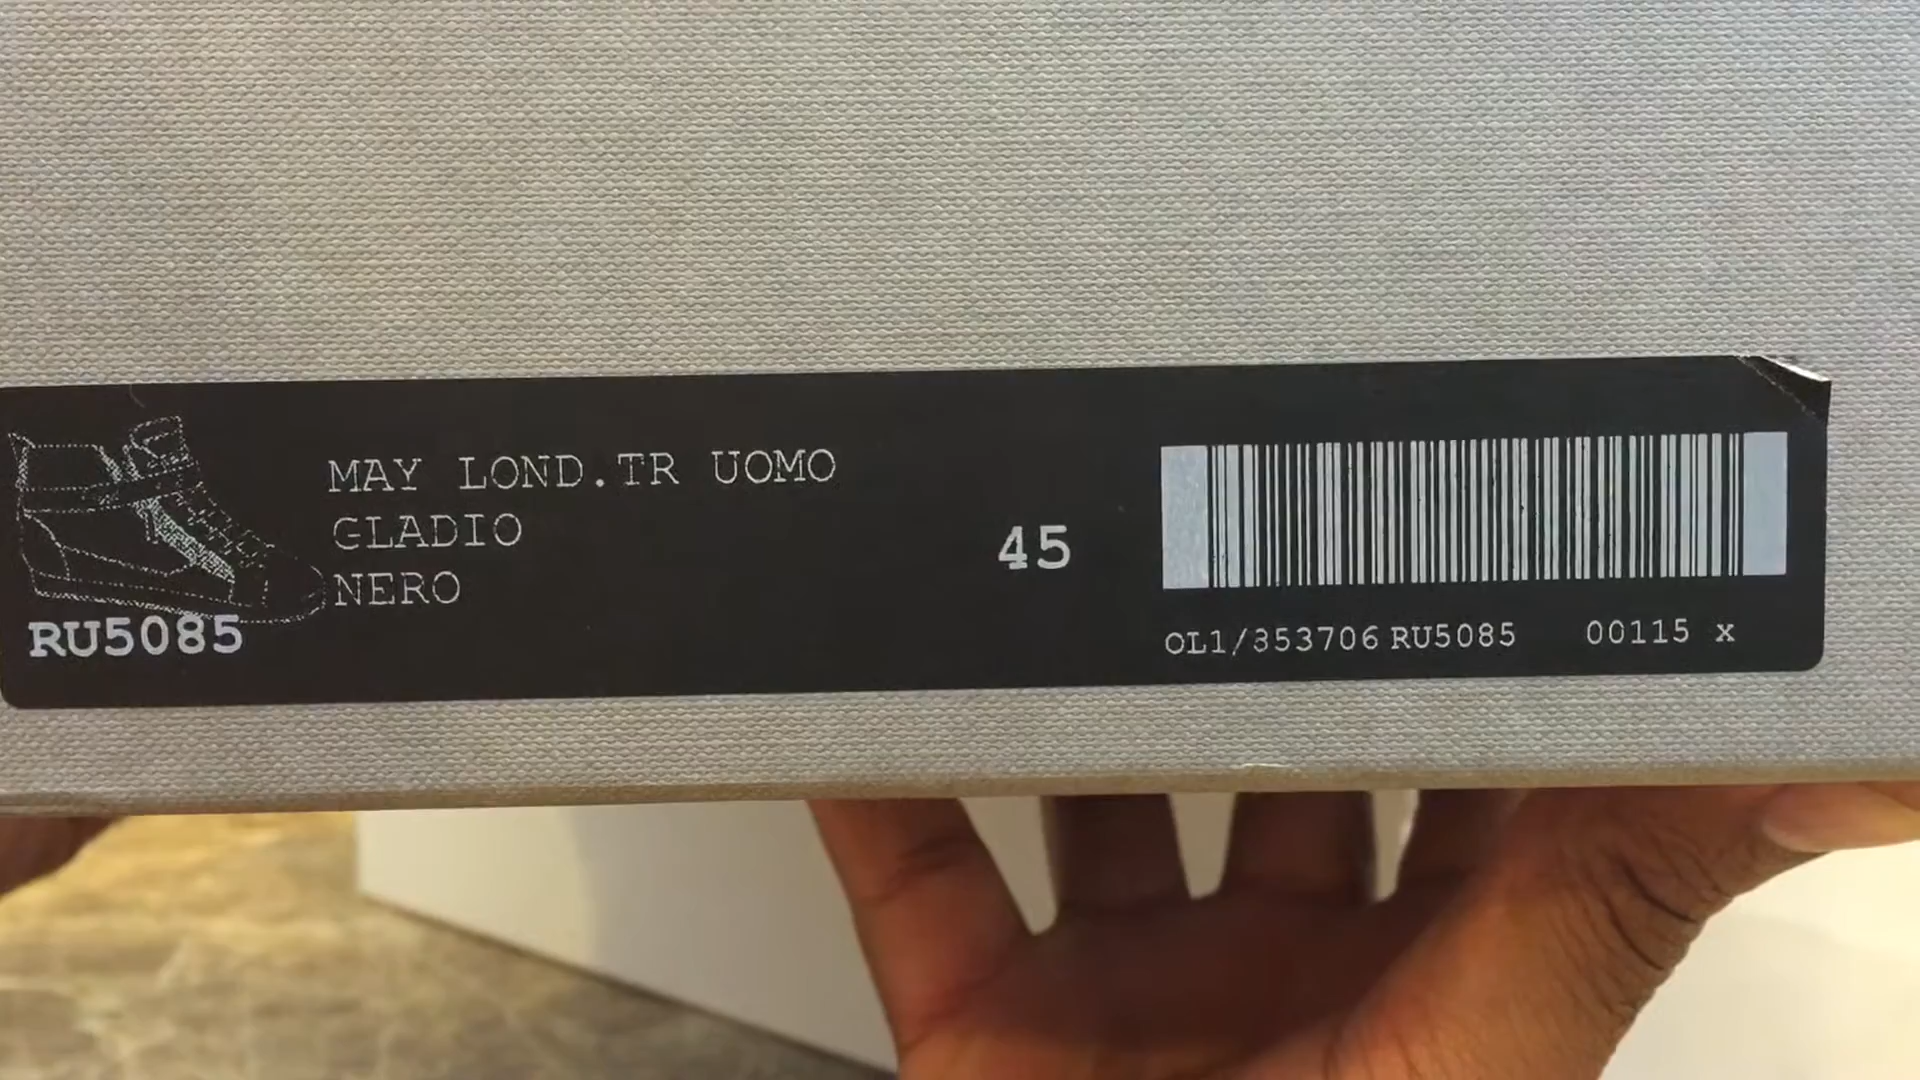 MAY LOND.TR UOMO
GLADIO
NERO
RU5085
45
OL1/353706 RU5085 00115 x